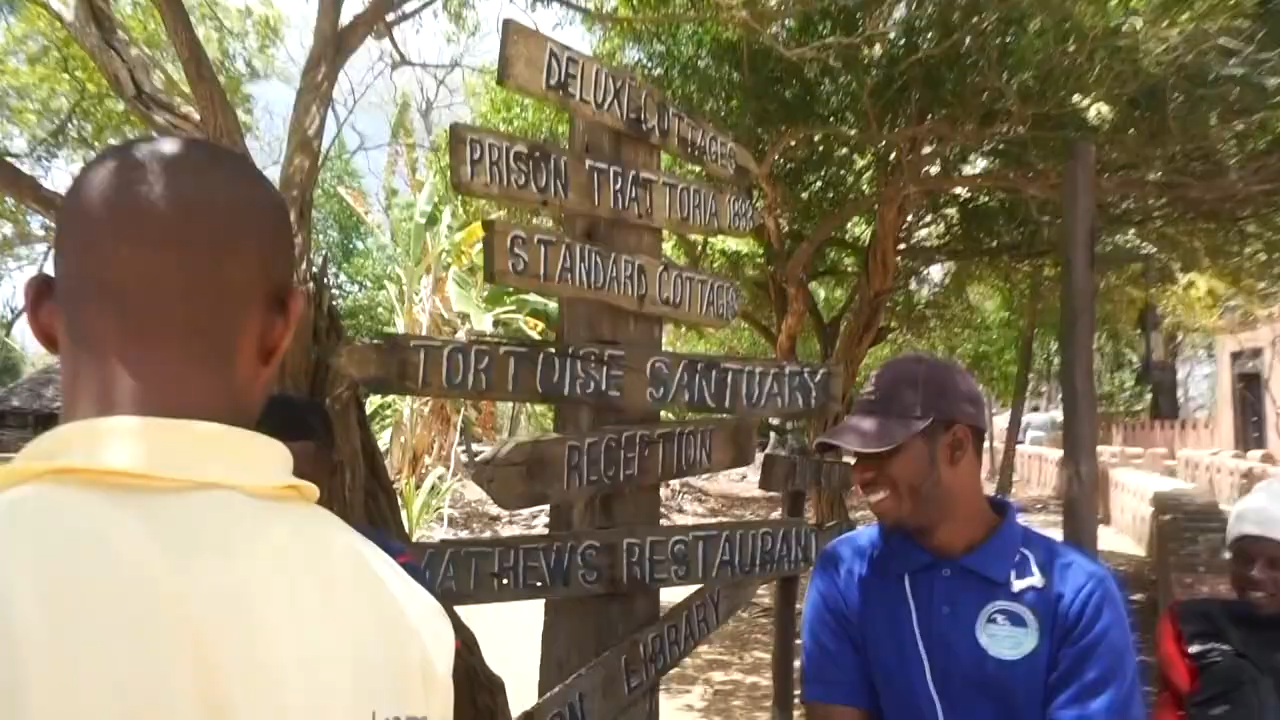 DELUXE COTTAGES
PRISON TRATTORIA 1893
STANDARD COTTAGES
TORTOISE SANTUARY
RECEPTION
MATHEWS RESTAURANT
LIBRARY